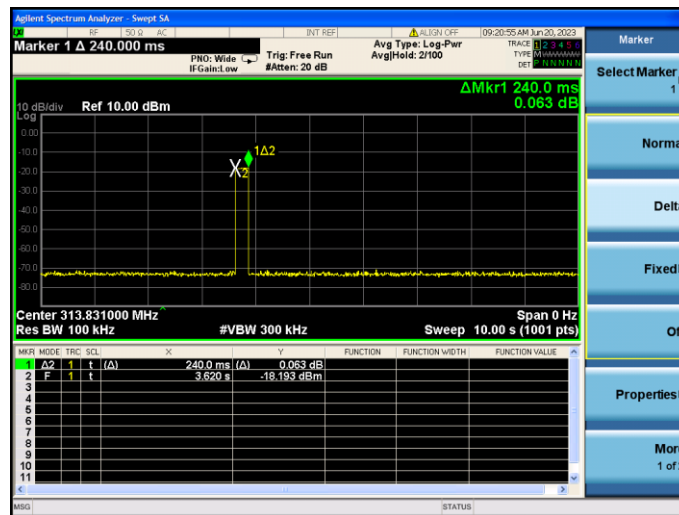 Agilent Spectrum Analyzer - Swept SA
RF 50 Ω AC INT REF ALIGN OFF 09:20:55 AM Jun 20, 2023
Marker 1 Δ 240.000 ms
PNO: Wide
IFGain:Low
Trig: Free Run
#Atten: 20 dB
Avg Type: Log-Pwr
Avg|Hold: 2/100
TRACE 1 2 3 4 5 6
TYPE M W W W W W
DET P N N N N N
ΔMkr1 240.0 ms
0.063 dB
10 dB/div Ref 10.00 dBm
Log
0.00
-10.0
-20.0
-30.0
-40.0
-50.0
-60.0
-70.0
-80.0
1Δ2
X2
Center 313.831000 MHz Span 0 Hz
Res BW 100 kHz #VBW 300 kHz Sweep 10.00 s (1001 pts)
MKR MODE TRC SCL X Y FUNCTION FUNCTION WIDTH FUNCTION VALUE
1 Δ2 1 t (Δ) 240.0 ms (Δ) 0.063 dB
2 F 1 t 3.620 s -18.193 dBm
3
4
5
6
7
8
9
10
11
MSG STATUS
Marker
Select Marker
1
Norma
Delt
Fixed
Of
Properties
Mor
1 of